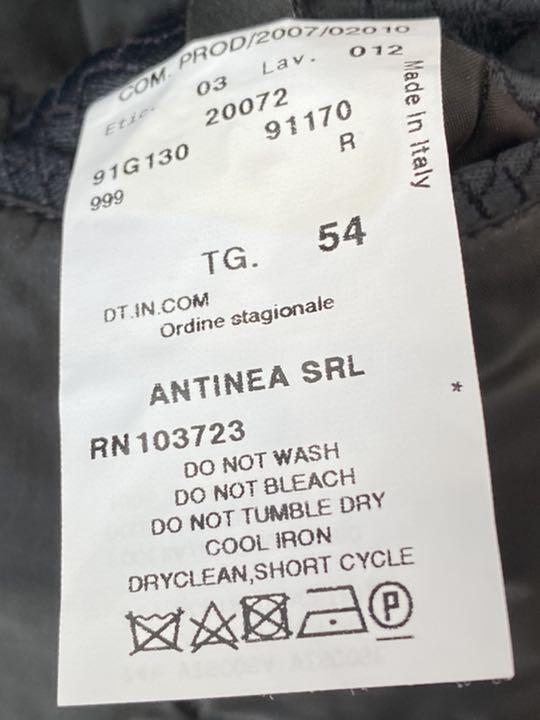 COM. PROD/2007/02010
Etic. 03 Lav. 012
20072
91G130 91170
999 R
Made in Italy
TG. 54
DT.IN.COM
Ordine stagionale
ANTINEA SRL
*
RN 103723
DO NOT WASH
DO NOT BLEACH
DO NOT TUMBLE DRY
COOL IRON
DRYCLEAN,SHORT CYCLE
P